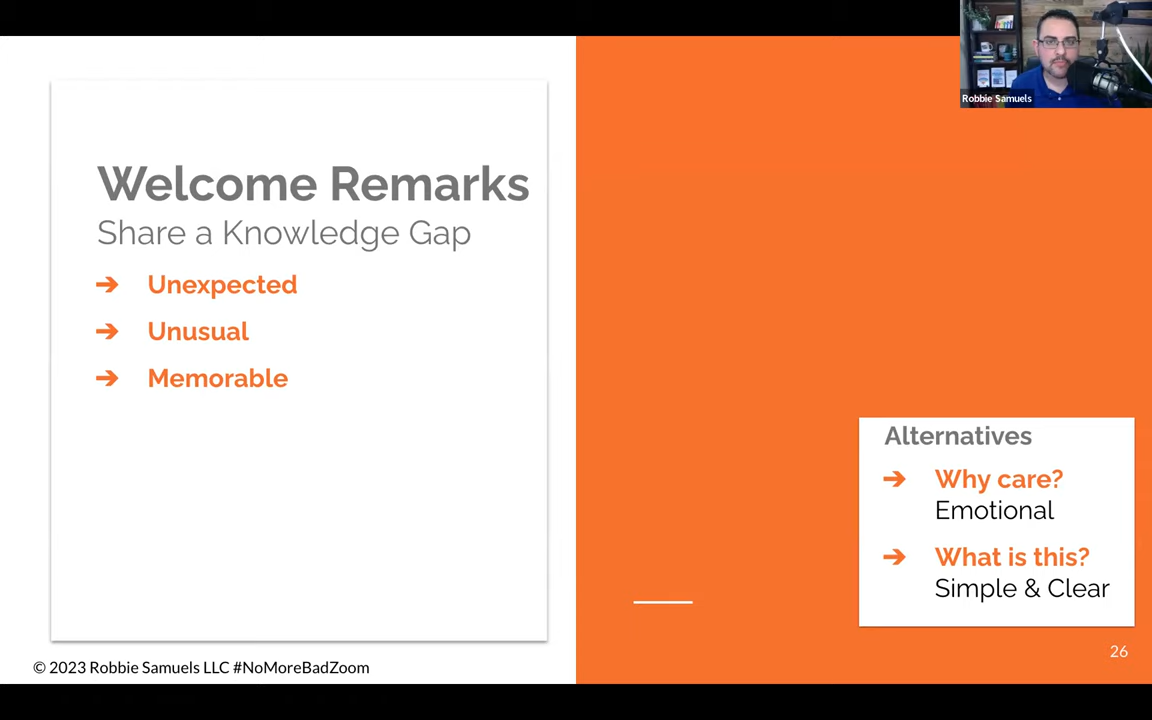 Welcome Remarks
Share a Knowledge Gap
➔ Unexpected
➔ Unusual
➔ Memorable
© 2023 Robbie Samuels LLC #NoMoreBadZoom
Robbie Samuels
Alternatives
➔ Why care?
Emotional
➔ What is this?
Simple & Clear
26